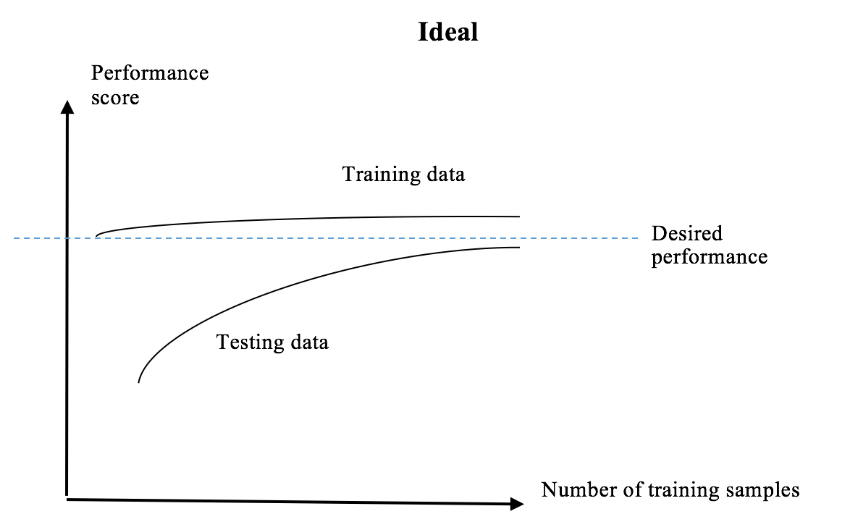 Ideal
Performance
score
Training data
Desired
performance
Testing data
Number of training samples